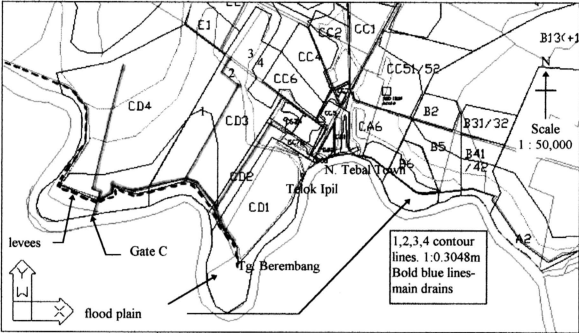 E1
CC2
CC1
B13(+1
3
4
2
CC4
CC6
CC51/52
N
CD4
1
CD3
CA6
B2
B31/32
Scale
1 : 50,000
B5
B41
/42
N. Tebal Town
B6
CD2
Telok Ipil
CD1
levees
Gate C
A2
1,2,3,4 contour
lines. 1:0.3048m
Bold blue lines-
main drains
Tg. Berembang
Y
W
X
flood plain